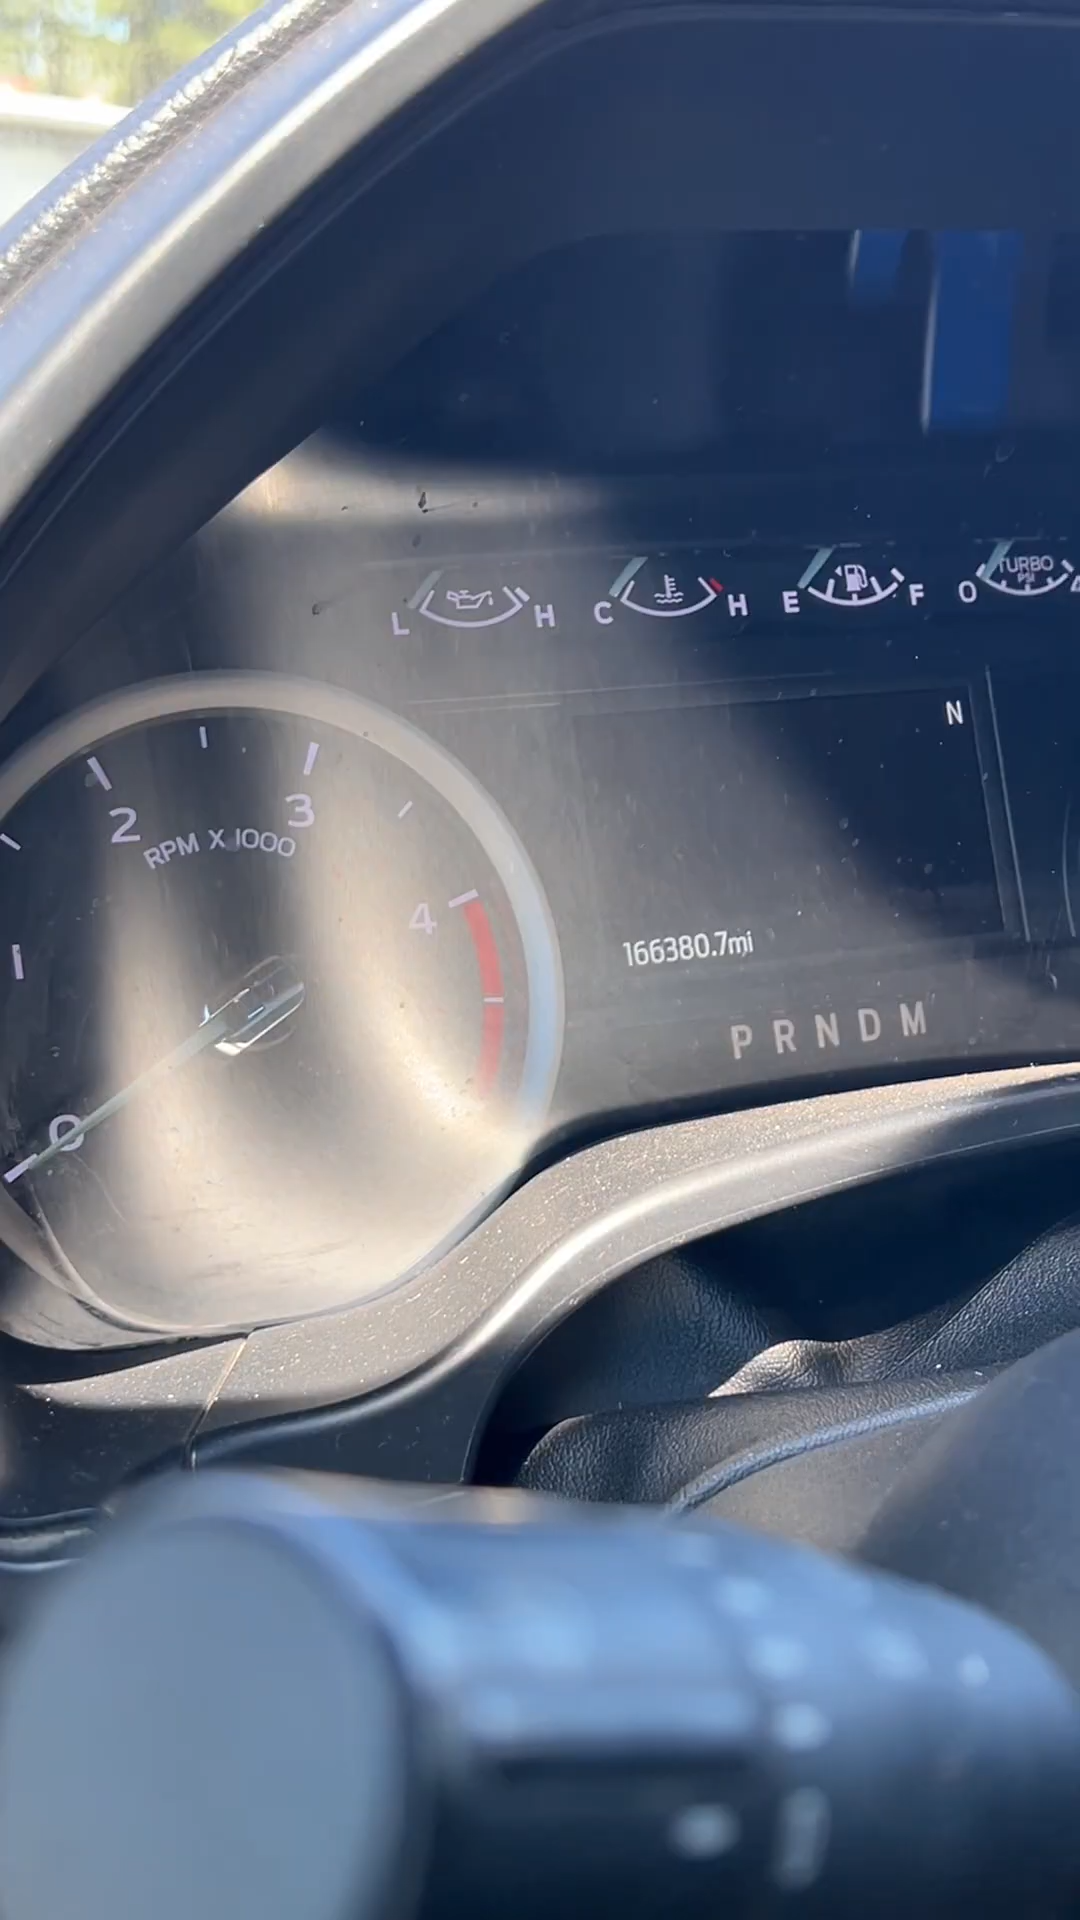 L H C H E F O TURBO PSI
N
2 3
RPM X 1000
4
1
166380.7mi
P R N D M
0